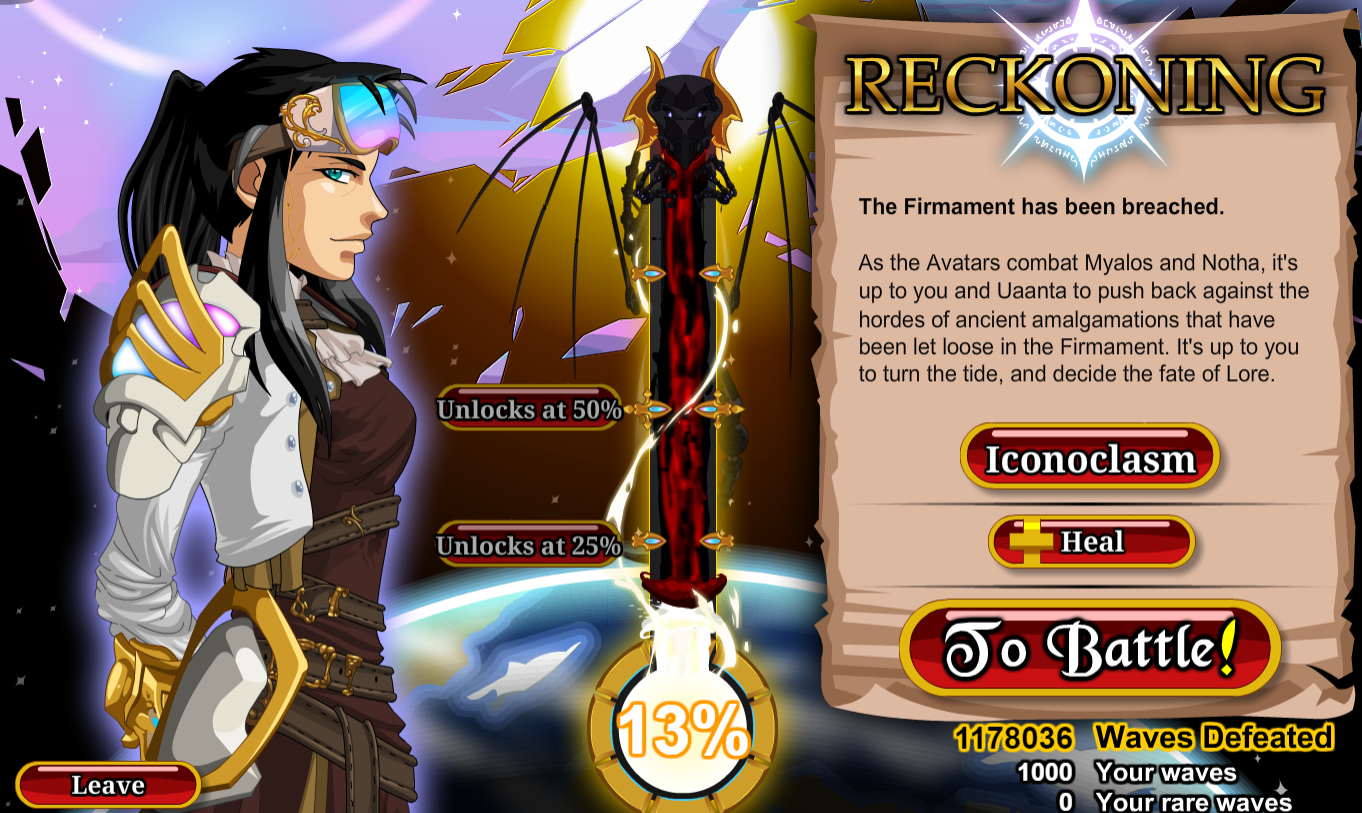 RECKONING
The Firmament has been breached.
As the Avatars combat Myalos and Notha, it's
up to you and Uaanta to push back against the
hordes of ancient amalgamations that have
been let loose in the Firmament. It's up to you
to turn the tide, and decide the fate of Lore.
Unlocks at 50%
Iconoclasm
Unlocks at 25%
Heal
To Battle!
13%
1178036 Waves Defeated
1000 Your waves
0 Your rare waves
Leave